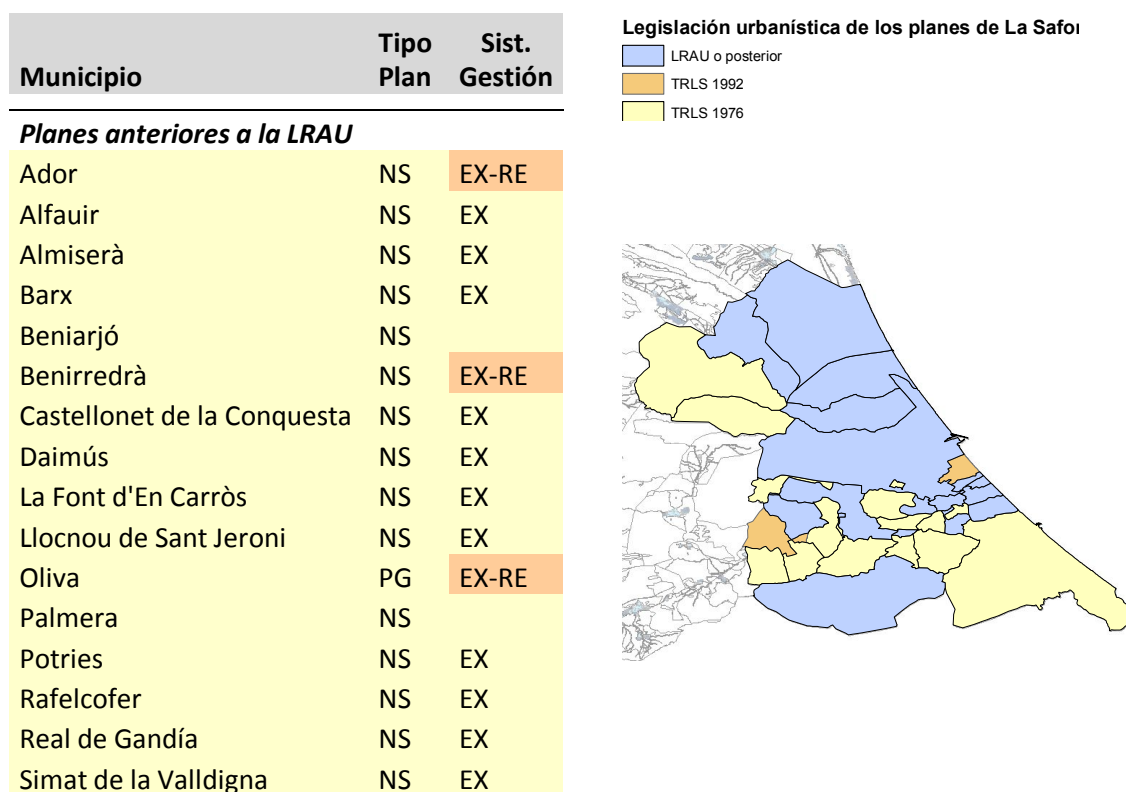 Municipio Tipo Plan Sist. Gestión
Planes anteriores a la LRAU
Ador NS EX-RE
Alfauir NS EX
Almiserà NS EX
Barx NS EX
Beniarjó NS
Benirredrà NS EX-RE
Castellonet de la Conquesta NS EX
Daimús NS EX
La Font d'En Carròs NS EX
Llocnou de Sant Jeroni NS EX
Oliva PG EX-RE
Palmera NS
Potries NS EX
Rafelcofer NS EX
Real de Gandía NS EX
Simat de la Valldigna NS EX
Legislación urbanística de los planes de La Safor
LRAU o posterior
TRLS 1992
TRLS 1976